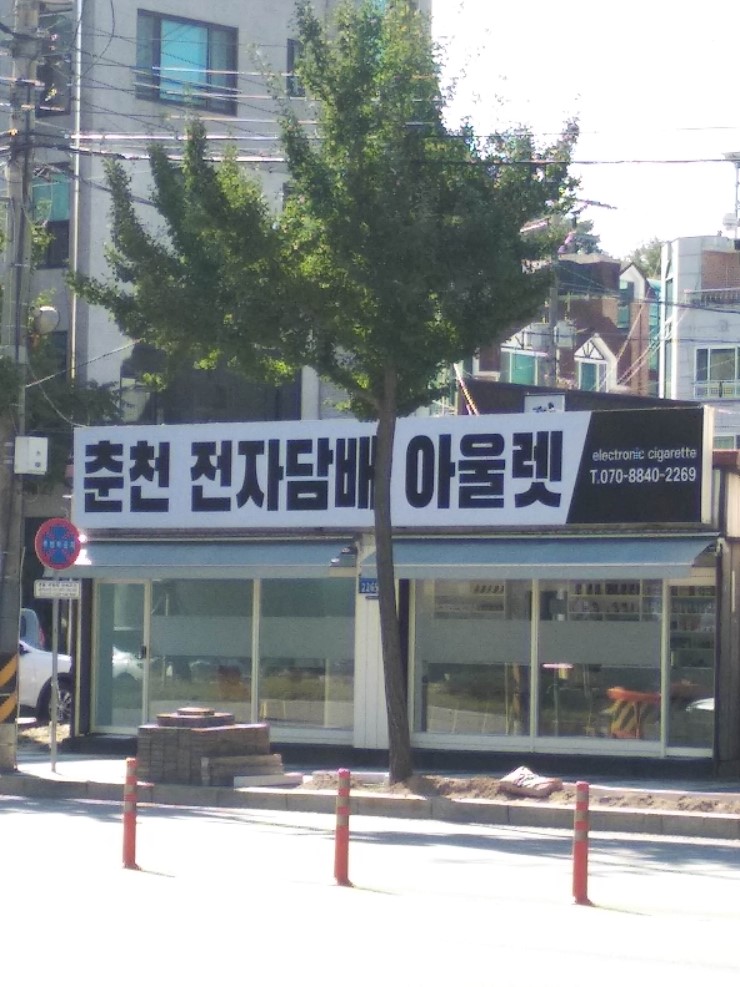 춘천 전자담배 아울렛
electronic cigarette
T.070-8840-2269